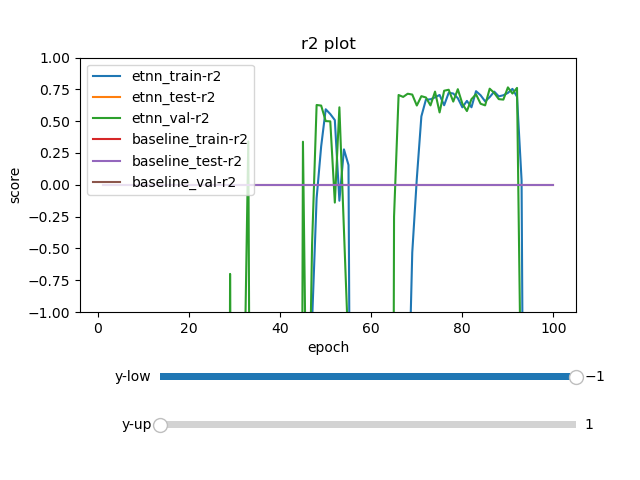 r2 plot
1.00
0.75
0.50
0.25
0.00
−0.25
−0.50
−0.75
−1.00
score
etnn_train-r2
etnn_test-r2
etnn_val-r2
baseline_train-r2
baseline_test-r2
baseline_val-r2
0 20 40 60 80 100
epoch
y-low −1
y-up 1